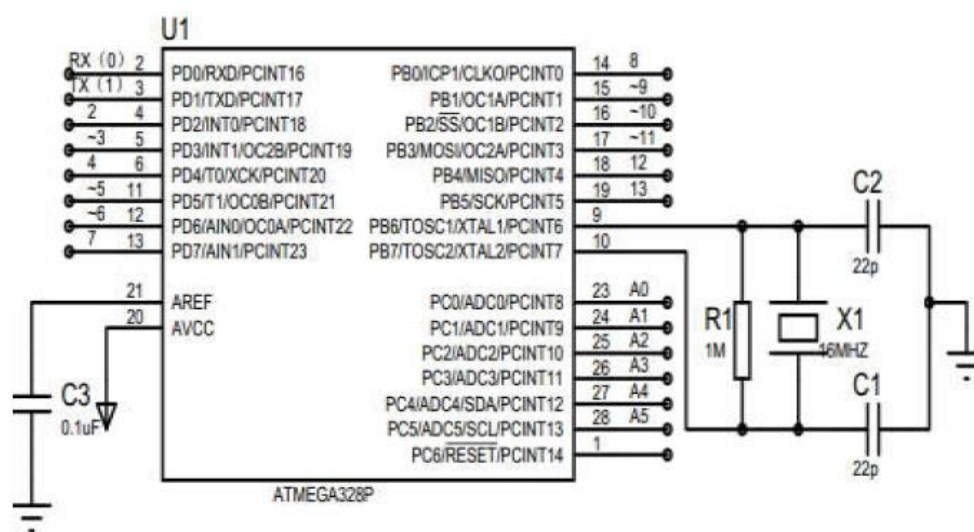 U1
RX (0) 2 PD0/RXD/PCINT16 PB0/ICP1/CLKO/PCINT0 14 8
TX (1) 3 PD1/TXD/PCINT17 PB1/OC1A/PCINT1 15 ~9
2 4 PD2/INT0/PCINT18 PB2/SS/OC1B/PCINT2 16 ~10
~3 5 PD3/INT1/OC2B/PCINT19 PB3/MOSI/OC2A/PCINT3 17 ~11
4 6 PD4/T0/XCK/PCINT20 PB4/MISO/PCINT4 18 12
~5 11 PD5/T1/OC0B/PCINT21 PB5/SCK/PCINT5 19 13
~6 12 PD6/AIN0/OC0A/PCINT22 PB6/TOSC1/XTAL1/PCINT6 9
7 13 PD7/AIN1/PCINT23 PB7/TOSC2/XTAL2/PCINT7 10
C2
22p
21 AREF PC0/ADC0/PCINT8 23 A0
20 AVCC PC1/ADC1/PCINT9 24 A1
PC2/ADC2/PCINT10 25 A2
PC3/ADC3/PCINT11 26 A3
PC4/ADC4/SDA/PCINT12 27 A4
PC5/ADC5/SCL/PCINT13 28 A5
PC6/RESET/PCINT14 1
R1
1M
X1
16MHZ
C1
22p
C3
0.1uF
ATMEGA328P